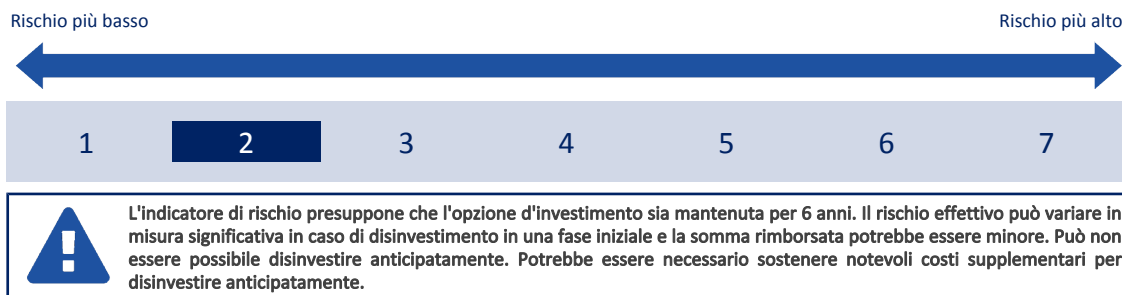 Rischio più basso Rischio più alto
1 2 3 4 5 6 7
L'indicatore di rischio presuppone che l'opzione d'investimento sia mantenuta per 6 anni. Il rischio effettivo può variare in
misura significativa in caso di disinvestimento in una fase iniziale e la somma rimborsata potrebbe essere minore. Può non
essere possibile disinvestire anticipatamente. Potrebbe essere necessario sostenere notevoli costi supplementari per
disinvestire anticipatamente.